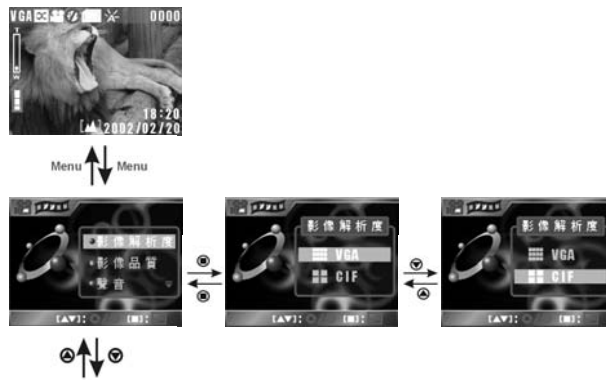 VGA 0000
18:20
2002/02/20
Menu Menu
影像解析度
影像品質
聲音
[▲▼]: [■]:
影像解析度
VGA
CIF
[▲▼]: [■]:
影像解析度
VGA
CIF
[▲▼]: [■]: